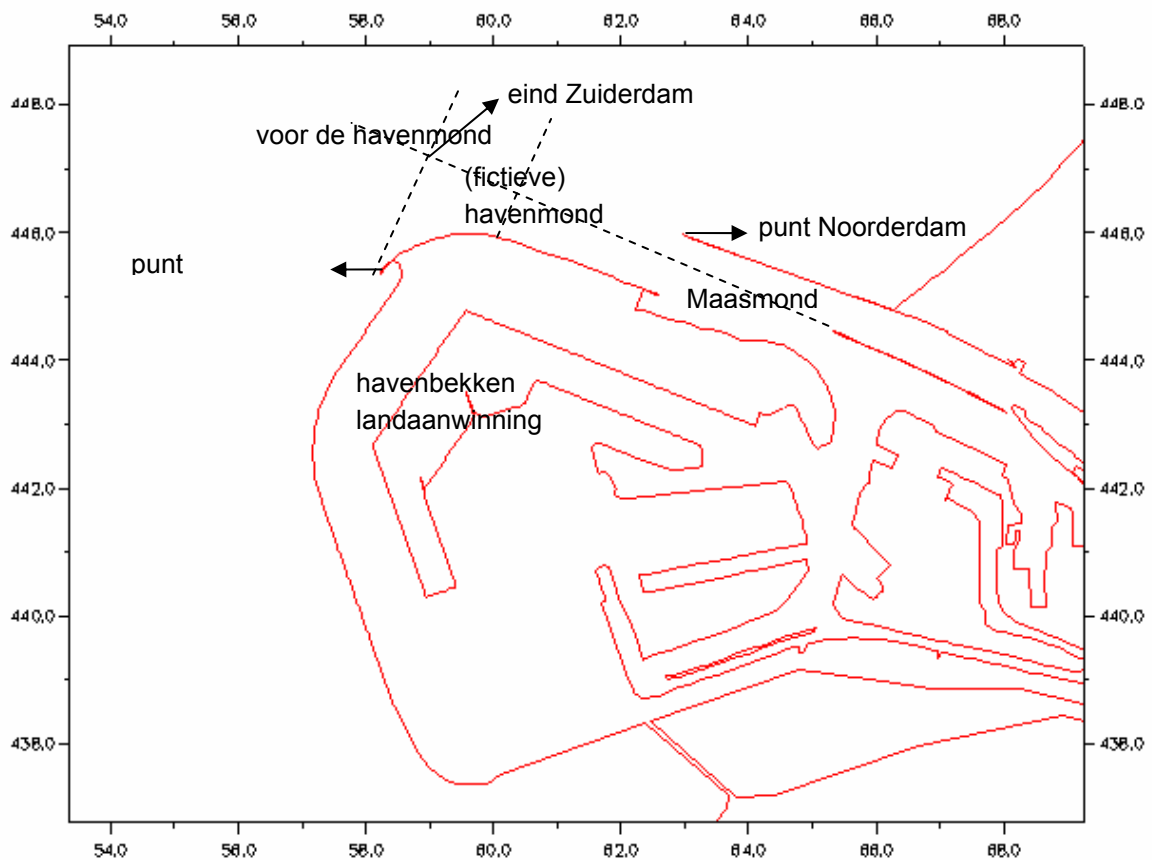 54.0 56.0 58.0 60.0 62.0 64.0 66.0 68.0
448.0 eind Zuiderdam 448.0
voor de havenmond
(fictieve)
havenmond
446.0 punt Noorderdam 446.0
punt
Maasmond
444.0 444.0
havenbekken
landaanwinning
442.0 442.0
440.0 440.0
438.0 438.0
54.0 56.0 58.0 60.0 62.0 64.0 66.0 68.0